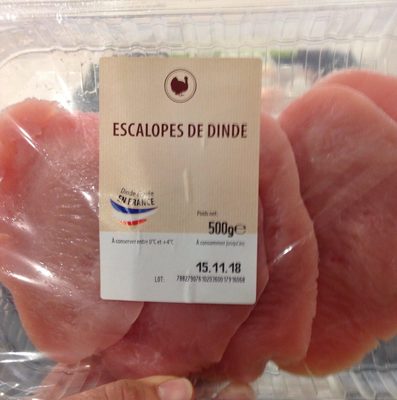 ESCALOPES DE DINDE
Dinde
EN FRANCE
Poids net:
500g℮
À conserver entre 0°C et +4°C
À consommer jusqu'au:
15.11.18
LOT: